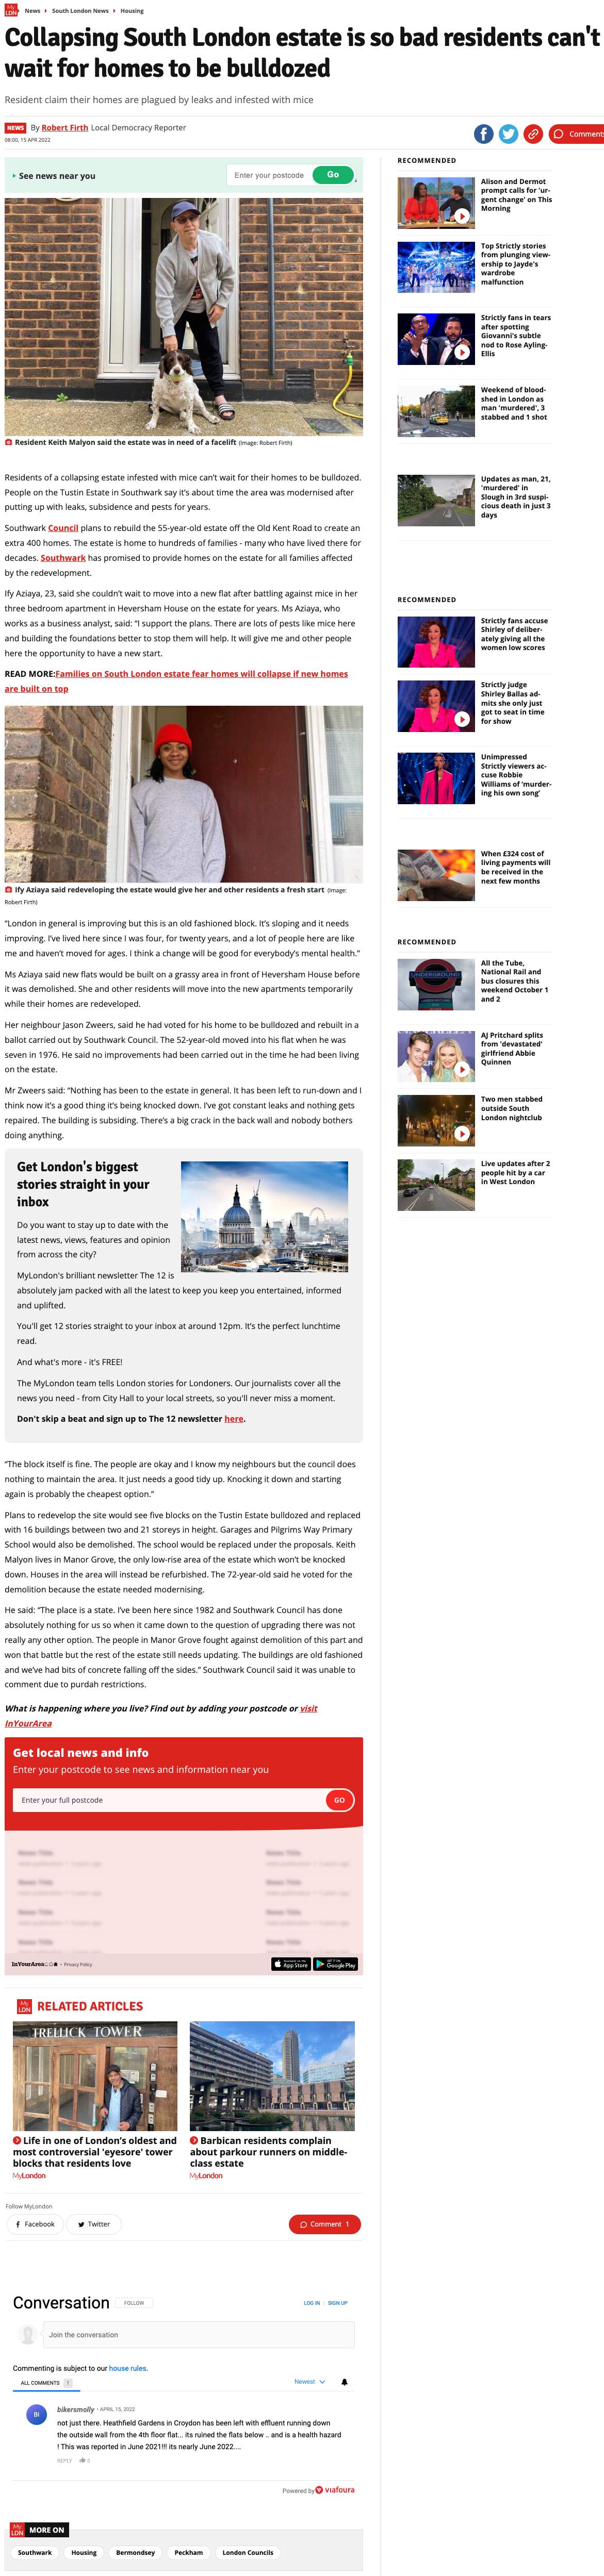 My LDN
News
South London News
Housing
Collapsing South London estate is so bad residents can't
wait for homes to be bulldozed
Resident claim their homes are plagued by leaks and infested with mice
NEWS
By Robert Firth Local Democracy Reporter
08:00, 15 APR 2022
Comments
See news near you
Enter your postcode
Go
Resident Keith Malyon said the estate was in need of a facelift (Image: Robert Firth)
Residents of a collapsing estate infested with mice can't wait for their homes to be bulldozed.
People on the Tustin Estate in Southwark say it's about time the area was modernised after
putting up with leaks, subsidence and pests for years.
Southwark Council plans to rebuild the 55-year-old estate off the Old Kent Road to create an
extra 400 homes. The estate is home to hundreds of families - many who have lived there for
decades. Southwark has promised to provide homes on the estate for all families affected
by the redevelopment.
Ify Aziaya, 23, said she couldn't wait to move into a new flat after battling against mice in her
three bedroom apartment in Heversham House on the estate for years. Ms Aziaya, who
works as a business analyst, said: "I support the plans. There are lots of pests like mice here
and building the foundations better to stop them will help. It will give me and other people
here the opportunity to have a new start.
READ MORE:Families on South London estate fear homes will collapse if new homes
are built on top
Ify Aziaya said redeveloping the estate would give her and other residents a fresh start (Image:
Robert Firth)
"London in general is improving but this is an old fashioned block. It's sloping and it needs
improving. I've lived here since I was four, for twenty years, and a lot of people here are like
me and haven't moved for ages. I think a change will be good for everybody's mental health."
Ms Aziaya said new flats would be built on a grassy area in front of Heversham House before
it was demolished. She and other residents will move into the new apartments temporarily
while their homes are redeveloped.
Her neighbour Jason Zweers, said he had voted for his home to be bulldozed and rebuilt in a
ballot carried out by Southwark Council. The 52-year-old moved into his flat when he was
seven in 1976. He said no improvements had been carried out in the time he had been living
on the estate.
Mr Zweers said: "Nothing has been to the estate in general. It has been left to run-down and I
think now it's a good thing it's being knocked down. I've got constant leaks and nothing gets
repaired. The building is subsiding. There's a big crack in the back wall and nobody bothers
doing anything.
Get London's biggest
stories straight in your
inbox
Do you want to stay up to date with the
latest news, views, features and opinion
from across the city?
MyLondon's brilliant newsletter The 12 is
absolutely jam packed with all the latest to keep you keep you entertained, informed
and uplifted.
You'll get 12 stories straight to your inbox at around 12pm. It's the perfect lunchtime
read.
And what's more - it's FREE!
The MyLondon team tells London stories for Londoners. Our journalists cover all the
news you need - from City Hall to your local streets, so you'll never miss a moment.
Don't skip a beat and sign up to The 12 newsletter here.
"The block itself is fine. The people are okay and I know my neighbours but the council does
nothing to maintain the area. It just needs a good tidy up. Knocking it down and starting
again is probably the cheapest option."
Plans to redevelop the site would see five blocks on the Tustin Estate bulldozed and replaced
with 16 buildings between two and 21 storeys in height. Garages and Pilgrims Way Primary
School would also be demolished. The school would be replaced under the proposals. Keith
Malyon lives in Manor Grove, the only low-rise area of the estate which won't be knocked
down. Houses in the area will instead be refurbished. The 72-year-old said he voted for the
demolition because the estate needed modernising.
He said: "The place is a state. I've been here since 1982 and Southwark Council has done
absolutely nothing for us so when it came down to the question of upgrading there was not
really any other option. The people in Manor Grove fought against demolition of this part and
won that battle but the rest of the estate still needs updating. The buildings are old fashioned
and we've had bits of concrete falling off the sides." Southwark Council said it was unable to
comment due to purdah restrictions.
What is happening where you live? Find out by adding your postcode or visit
InYourArea
Get local news and info
Enter your postcode to see news and information near you
Enter your full postcode
GO
InYourArea
• Privacy Policy
App Store
Google Play
My LDN
RELATED ARTICLES
TRELLICK TOWER
Life in one of London's oldest and
most controversial 'eyesore' tower
blocks that residents love
MyLondon
Barbican residents complain
about parkour runners on middle-
class estate
MyLondon
Follow MyLondon
Facebook
Twitter
Comment 1
Conversation
FOLLOW
LOG IN | SIGN UP
Join the conversation
Commenting is subject to our house rules.
ALL COMMENTS 1
Newest
BI
bikersmolly • APRIL 15, 2022
not just there. Heathfield Gardens in Croydon has been left with effluent running down
the outside wall from the 4th floor flat... its ruined the flats below .. and is a health hazard
! This was reported in June 2021!!! its nearly June 2022....
REPLY
0
Powered by viafoura
My LDN
MORE ON
Southwark
Housing
Bermondsey
Peckham
London Councils
RECOMMENDED
Alison and Dermot
prompt calls for 'ur-
gent change' on This
Morning
Top Strictly stories
from plunging view-
ership to Jayde's
wardrobe
malfunction
Strictly fans in tears
after spotting
Giovanni's subtle
nod to Rose Ayling-
Ellis
Weekend of blood-
shed in London as
man 'murdered', 3
stabbed and 1 shot
Updates as man, 21,
'murdered' in
Slough in 3rd suspi-
cious death in just 3
days
RECOMMENDED
Strictly fans accuse
Shirley of deliber-
ately giving all the
women low scores
Strictly judge
Shirley Ballas ad-
mits she only just
got to seat in time
for show
Unimpressed
Strictly viewers ac-
cuse Robbie
Williams of 'murder-
ing his own song'
When £324 cost of
living payments will
be received in the
next few months
RECOMMENDED
UNDERGROUND
All the Tube,
National Rail and
bus closures this
weekend October 1
and 2
AJ Pritchard splits
from 'devastated'
girlfriend Abbie
Quinnen
Two men stabbed
outside South
London nightclub
Live updates after 2
people hit by a car
in West London